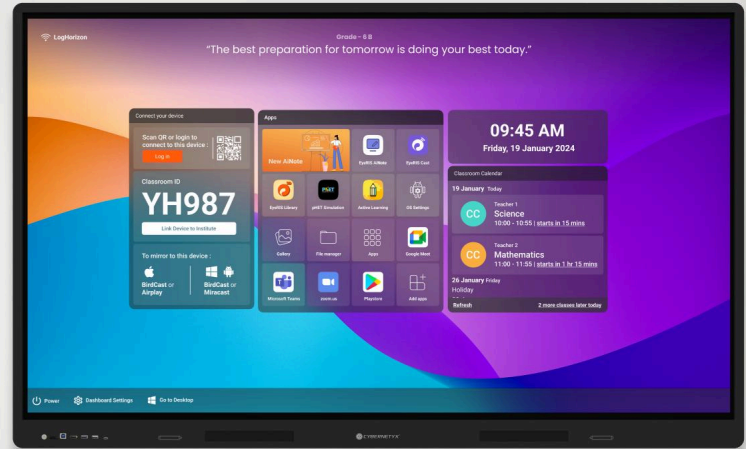 LogHorizon
Grade - 8 B
“The best preparation for tomorrow is doing your best today.”
Connect your device
Scan QR or login to
connect to this device :
Log in
Classroom ID
YH987
Link Device to Institute
To mirror to this device :
BirdCast or
Airplay
BirdCast or
Miracast
Apps
New AiNote
EyeRIS AiNote
EyeRIS Cast
EyeRIS Library
PhET
pHET Simulation
Active Learning
OS Settings
Gallery
File manager
Apps
Google Meet
Microsoft Teams
zoom.us
Playstore
Add apps
09:45 AM
Friday, 19 January 2024
Classroom Calendar
19 January Today
CC
Teacher 1
Science
10:00 - 10:55 | starts in 15 mins
CC
Teacher 2
Mathematics
11:00 - 11:55 | starts in 1 hr 15 mins
26 January Friday
Holiday
Refresh
2 more classes later today
Power
Dashboard Settings
Go to Desktop
CYBERNETYX